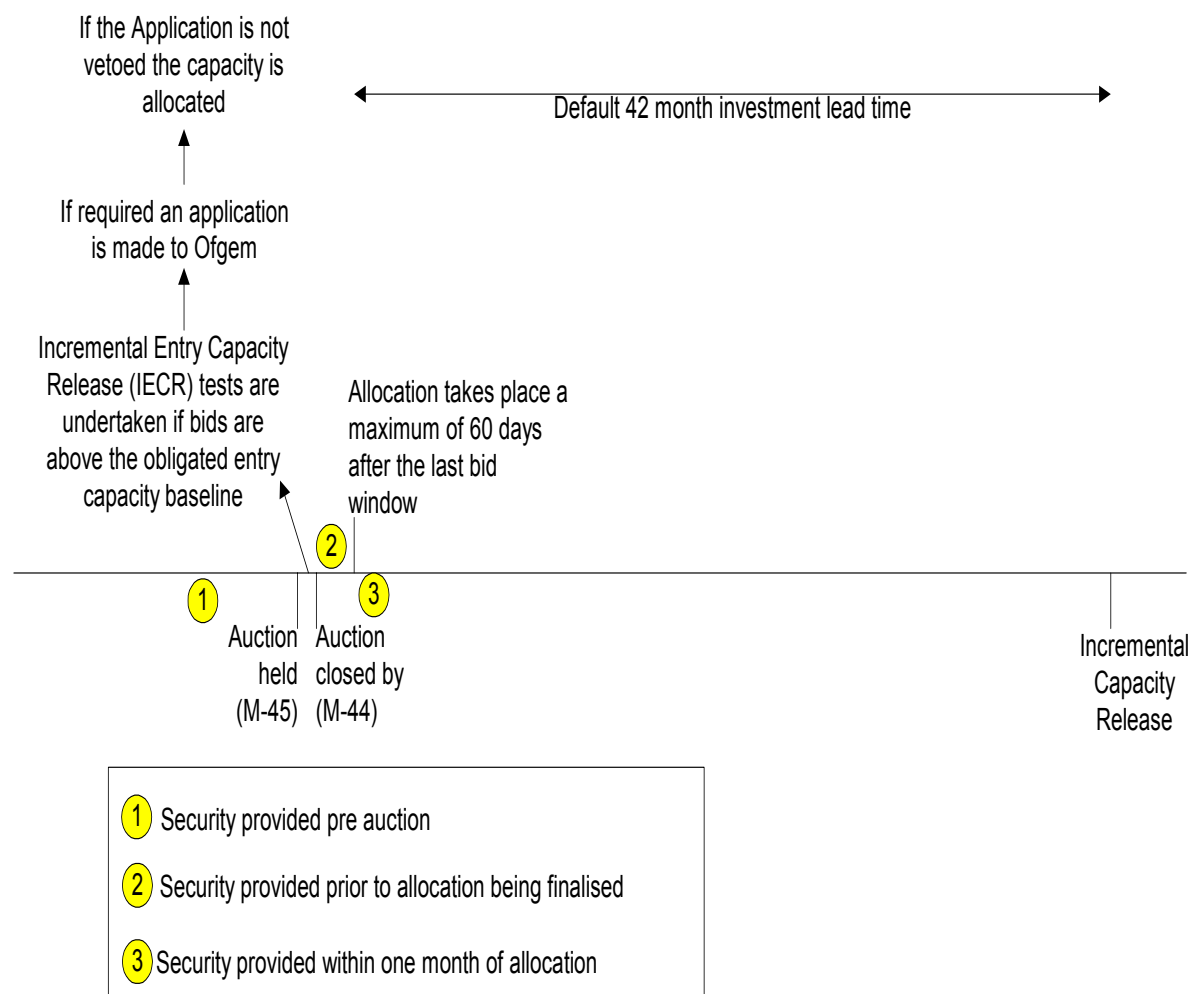 If the Application is not
vetoed the capacity is
allocated
Default 42 month investment lead time
If required an application
is made to Ofgem
Incremental Entry Capacity
Release (IECR) tests are
undertaken if bids are
above the obligated entry
capacity baseline
Allocation takes place a
maximum of 60 days
after the last bid
window
2
1
3
Auction
held
(M-45)
Auction
closed by
(M-44)
Incremental
Capacity
Release
1 Security provided pre auction
2 Security provided prior to allocation being finalised
3 Security provided within one month of allocation